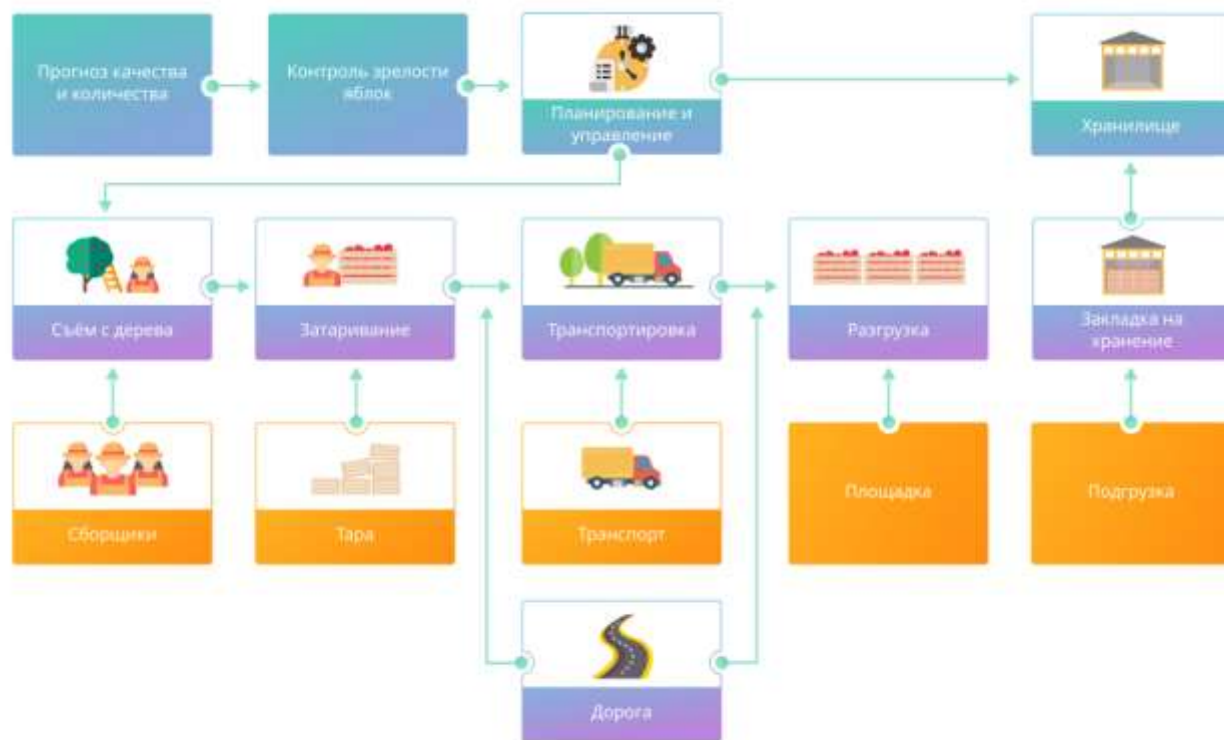 Прогноз качества
и количества
Контроль зрелости
яблок
Планирование и
управление
Хранилище
Съём с дерева
Затаривание
Транспортировка
Разгрузка
Закладка на
хранение
Сборщики
Тара
Транспорт
Площадка
Подгрузка
Дорога